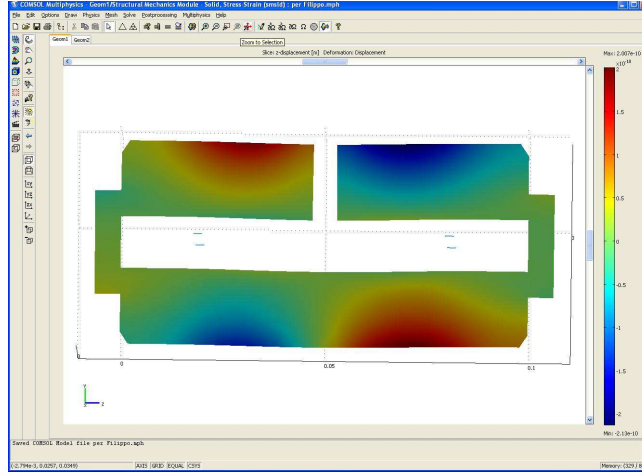 COMSOL Multiphysics - Geom1/Structural Mechanics Module - Solid, Stress Strain (smsld) : per Filippo.mph
File Edit Options Draw Physics Mesh Solve Postprocessing Multiphysics Help
Zoom to Selection
Geom1 Geom2
Slice: z-displacement [m] Deformation: Displacement
Max: 2.007e-10
×10⁻¹⁰
2
1.5
1
0.5
0
-0.5
-1
-1.5
-2
Min: -2.13e-10
0
0.05
0.1
y
z
Saved COMSOL Model file per Filippo.mph
(-2.794e-3, 0.0257, 0.0349) AXIS GRID EQUAL CSYS Memory: (329 / 8